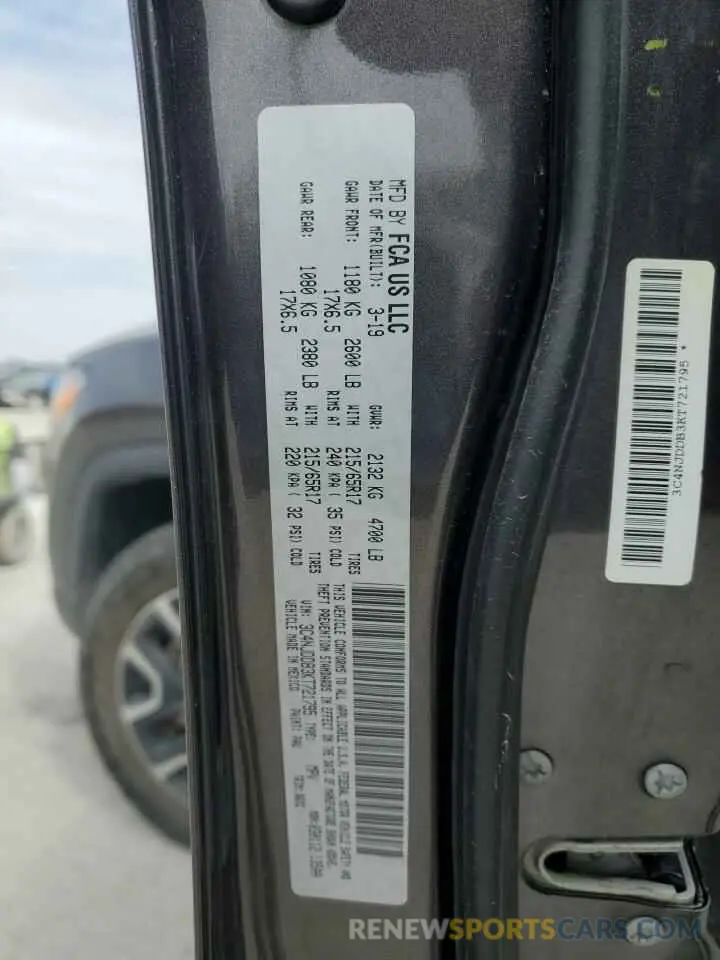 MFD BY FCA US LLC
DATE OF MFR(BUILT): 3-19 GVWR: 2132 KG 4700 LB
GAWR FRONT: 1180 KG 2600 LB WITH 215/65R17 TIRES
17X6.5 RIMS AT 240 KPA( 35 PSI) COLD
GAWR REAR: 1080 KG 2380 LB WITH 215/65R17 TIRES
17X6.5 RIMS AT 220 KPA( 32 PSI) COLD
THIS VEHICLE CONFORMS TO ALL APPLICABLE U.S.A. FEDERAL MOTOR VEHICLE SAFETY AND
THEFT PREVENTION STANDARDS IN EFFECT ON THE DATE OF MANUFACTURE SHOWN ABOVE.
VIN: 3C4NJDDB3KT721795 TYPE: MPV
VEHICLE MADE IN MEXICO PAINT: PAU
3C4NJDDB3KT721795 *
RENEWSPORTSCARS.COM